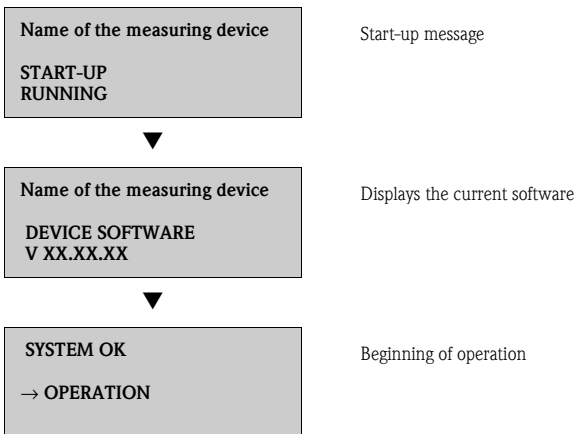 Name of the measuring device
Start-up message
START-UP
RUNNING
▼
Name of the measuring device
Displays the current software
DEVICE SOFTWARE
V XX.XX.XX
▼
SYSTEM OK
Beginning of operation
→ OPERATION